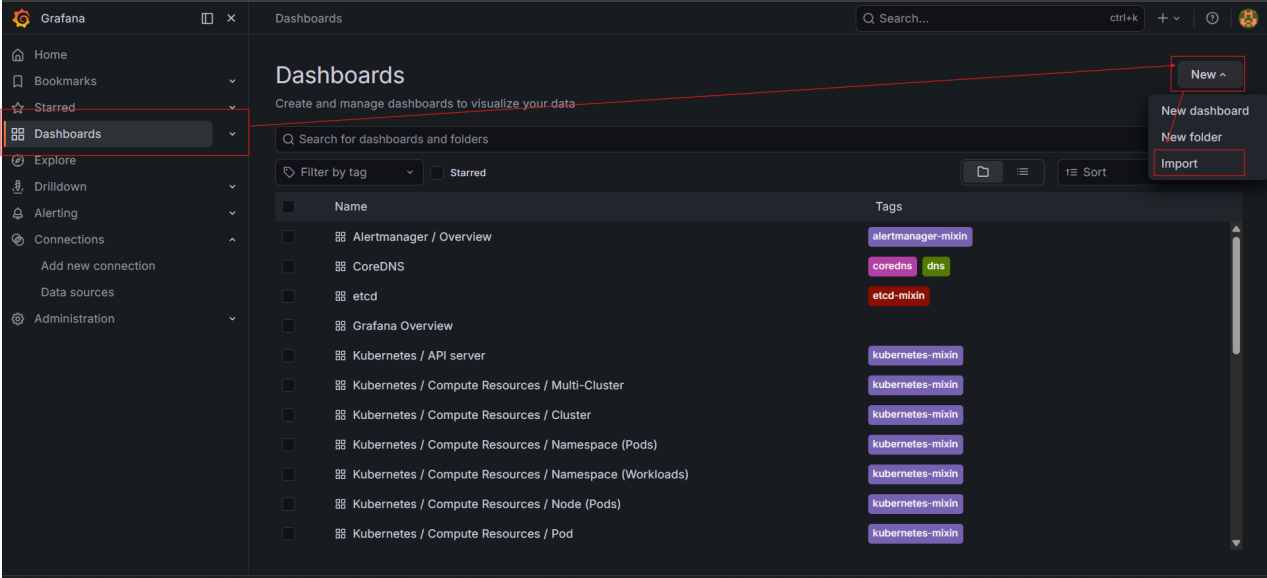 Grafana
Dashboards
Search...
ctrl+k
Home
Bookmarks
Starred
Dashboards
Explore
Drilldown
Alerting
Connections
Add new connection
Data sources
Administration
Dashboards
Create and manage dashboards to visualize your data
New
New dashboard
New folder
Import
Search for dashboards and folders
Filter by tag
Starred
Sort
Name Tags
Alertmanager / Overview alertmanager-mixin
CoreDNS coredns dns
etcd etcd-mixin
Grafana Overview
Kubernetes / API server kubernetes-mixin
Kubernetes / Compute Resources / Multi-Cluster kubernetes-mixin
Kubernetes / Compute Resources / Cluster kubernetes-mixin
Kubernetes / Compute Resources / Namespace (Pods) kubernetes-mixin
Kubernetes / Compute Resources / Namespace (Workloads) kubernetes-mixin
Kubernetes / Compute Resources / Node (Pods) kubernetes-mixin
Kubernetes / Compute Resources / Pod kubernetes-mixin